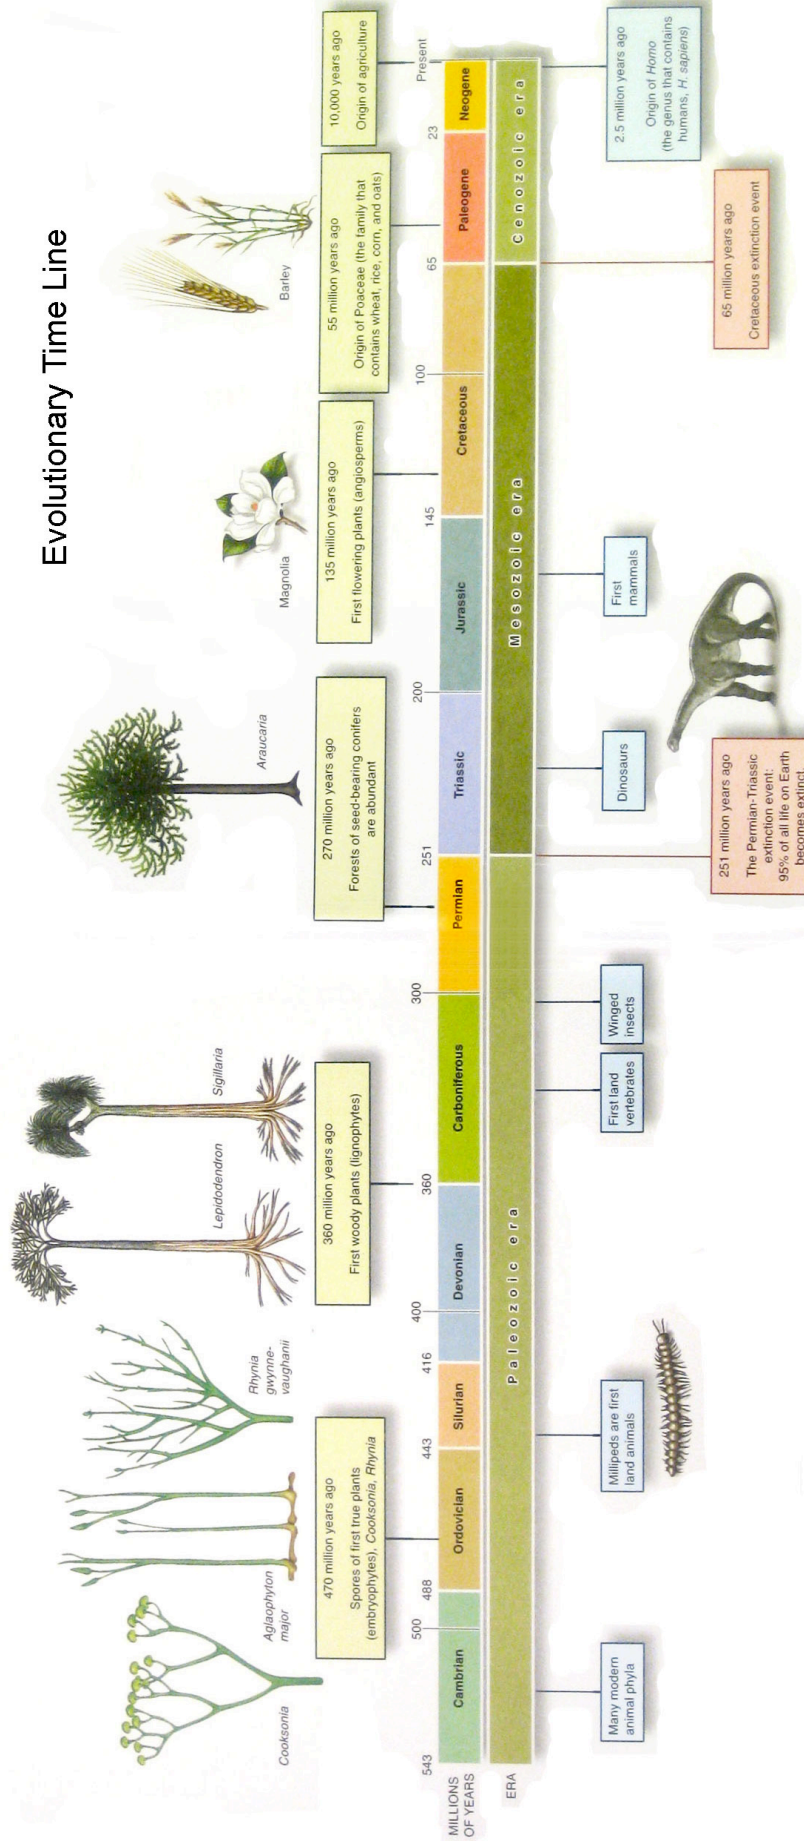 Evolutionary Time Line
Cooksonia
Aglaophyton
major
Rhynia
gwynne-
vaughanii
Lepidodendron
Sigillaria
Araucaria
Magnolia
Barley
470 million years ago
Spores of first true plants
(embryophytes), Cooksonia, Rhynia
360 million years ago
First woody plants (lignophytes)
270 million years ago
Forests of seed-bearing conifers
are abundant
135 million years ago
First flowering plants (angiosperms)
55 million years ago
Origin of Poaceae (the family that
contains wheat, rice, corn, and oats)
10,000 years ago
Origin of agriculture
543
500
488
443
416
400
360
300
251
200
145
100
65
23
Present
MILLIONS
OF YEARS
Cambrian
Ordovician
Silurian
Devonian
Carboniferous
Permian
Triassic
Jurassic
Cretaceous
Paleogene
Neogene
ERA
Paleozoic era
Mesozoic era
Cenozoic era
Many modern
animal phyla
Millipeds are first
land animals
First land
vertebrates
Winged
insects
Dinosaurs
First
mammals
2.5 million years ago
Origin of Homo
(the genus that contains
humans, H. sapiens)
251 million years ago
The Permian-Triassic
extinction event:
95% of all life on Earth
becomes extinct.
65 million years ago
Cretaceous extinction event